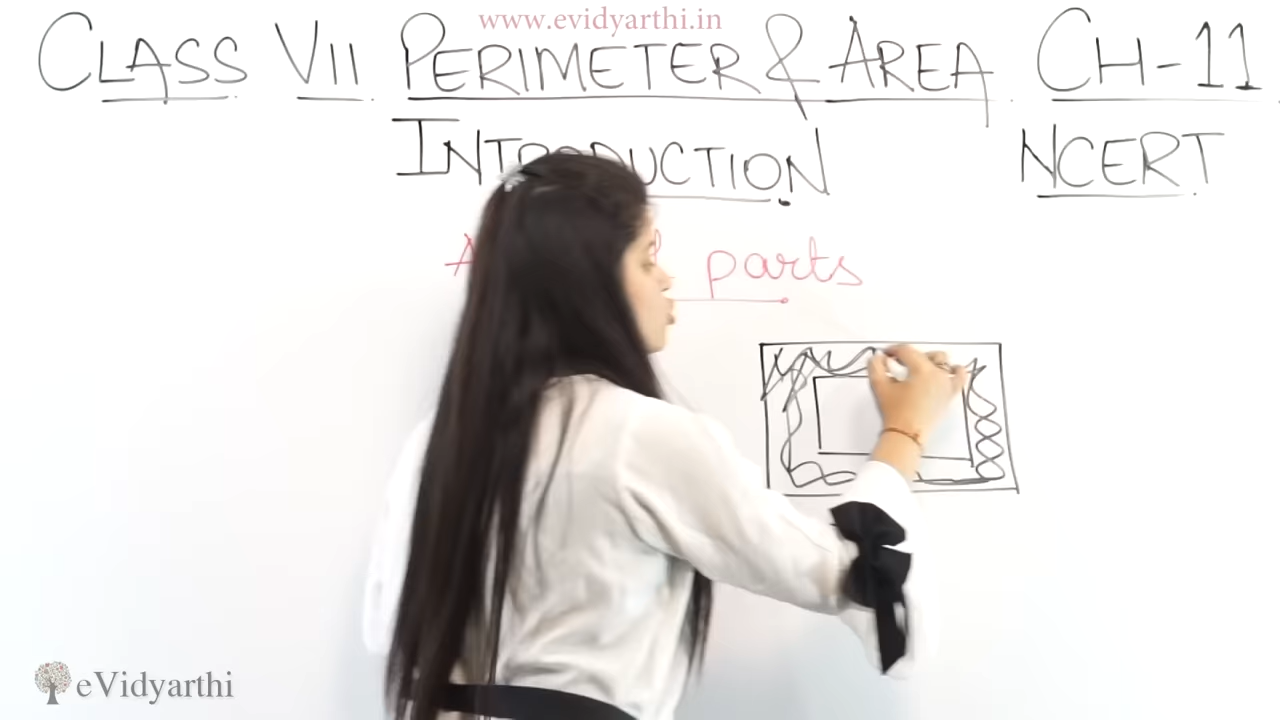 www.evidyarthi.in
CLASS VII PERIMETER & AREA CH-11
INTRODUCTION NCERT
parts
eVidyarthi